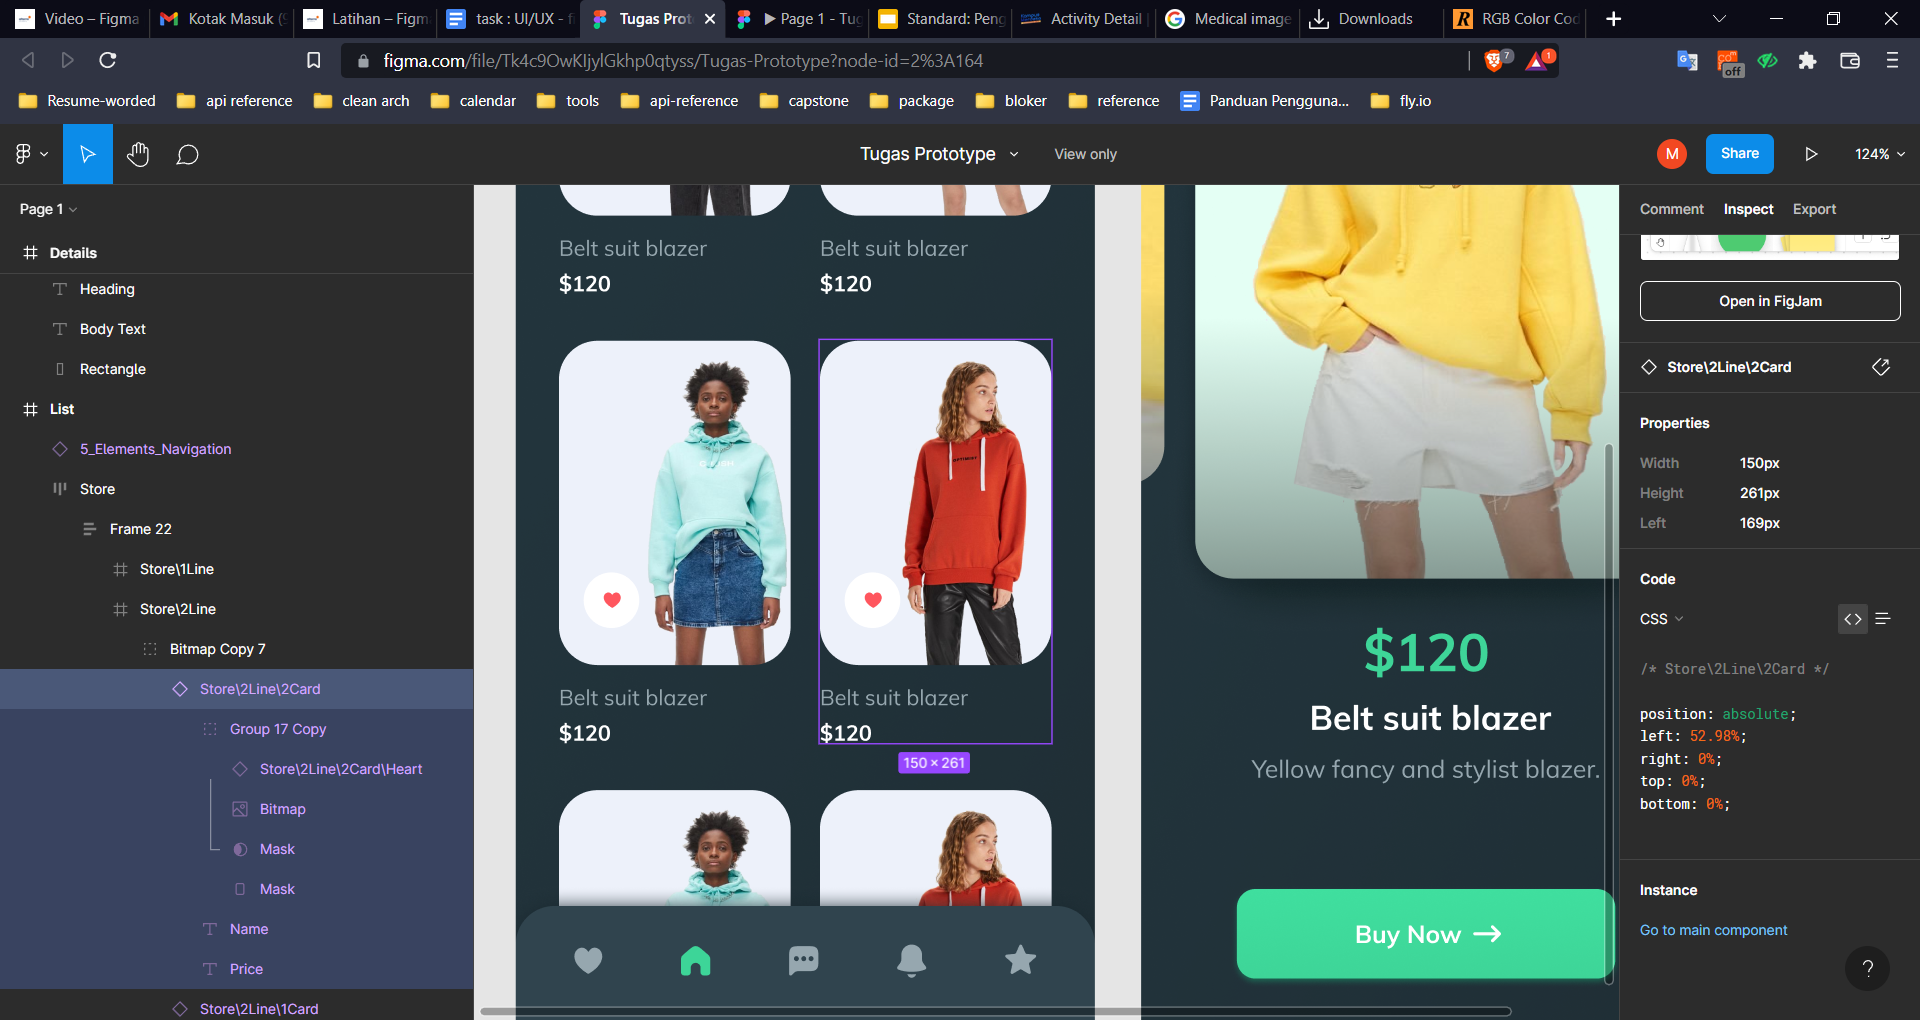 Video – Figma
Kotak Masuk (
Latihan – Figm
task : UI/UX - f
Tugas Prot
▶ Page 1 - Tug
Standard: Peng
Activity Detail
Medical image
Downloads
RGB Color Cod
figma.com/file/Tk4c9OwKIjylGkhp0qtyss/Tugas-Prototype?node-id=2%3A164
7
1
off
Resume-worded
api reference
clean arch
calendar
tools
api-reference
capstone
package
bloker
reference
Panduan Pengguna...
fly.io
Tugas Prototype
View only
M
Share
124%
Page 1
Details
Heading
Body Text
Rectangle
List
5_Elements_Navigation
Store
Frame 22
Store\1Line
Store\2Line
Bitmap Copy 7
Store\2Line\2Card
Group 17 Copy
Store\2Line\2Card\Heart
Bitmap
Mask
Mask
Name
Price
Store\2Line\1Card
Belt suit blazer
$120
Belt suit blazer
$120
Belt suit blazer
$120
Belt suit blazer
$120
150 × 261
$120
Belt suit blazer
Yellow fancy and stylist blazer.
Buy Now
Comment
Inspect
Export
Open in FigJam
Store\2Line\2Card
Properties
Width 150px
Height 261px
Left 169px
Code
CSS
/* Store\2Line\2Card */
position: absolute;
left: 52.98%;
right: 0%;
top: 0%;
bottom: 0%;
Instance
Go to main component
?